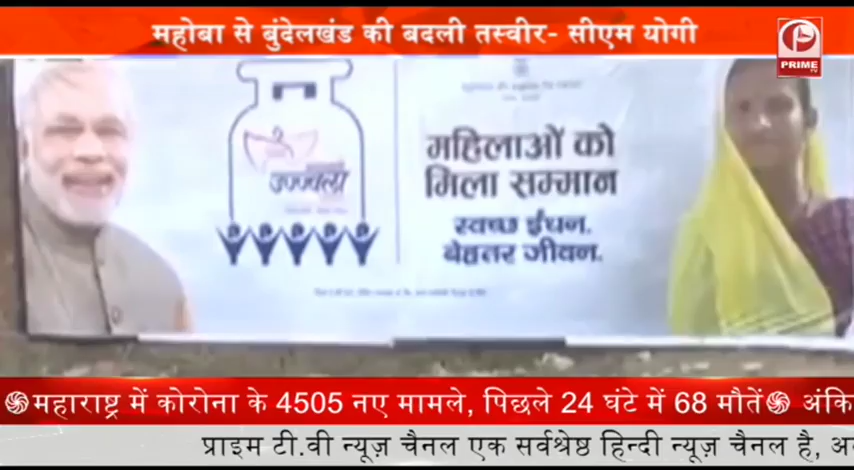 महोबा से बुंदेलखंड की बदली तस्वीर- सीएम योगी
PRIME
TV
उज्ज्वला
महिलाओं को
मिला सम्मान
स्वच्छ ईंधन.
बेहतर जीवन.
महाराष्ट्र में कोरोना के 4505 नए मामले, पिछले 24 घंटे में 68 मौतें अंकि
प्राइम टी.वी न्यूज़ चैनल एक सर्वश्रेष्ठ हिन्दी न्यूज़ चैनल है, अ